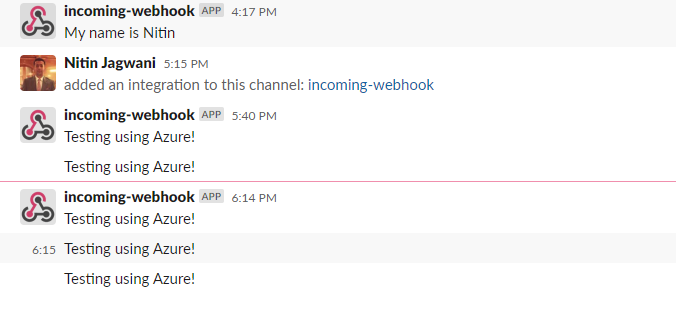 incoming-webhook APP 4:17 PM
My name is Nitin
Nitin Jagwani 5:15 PM
added an integration to this channel: incoming-webhook
incoming-webhook APP 5:40 PM
Testing using Azure!
Testing using Azure!
incoming-webhook APP 6:14 PM
Testing using Azure!
6:15 Testing using Azure!
Testing using Azure!